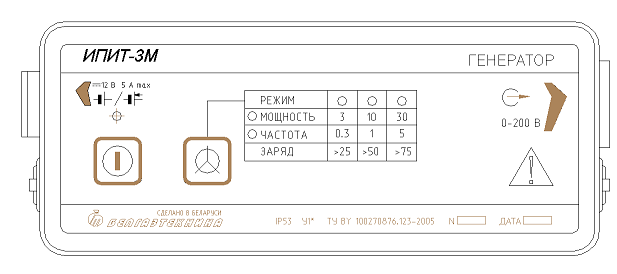 ИПИТ-3М
ГЕНЕРАТОР
12 В 5 А max
РЕЖИМ
МОЩНОСТЬ 3 10 30
ЧАСТОТА 0.3 1 5
ЗАРЯД >25 >50 >75
0-200 В
СДЕЛАНО В БЕЛАРУСИ
БЕЛГАЗТЕХНИКА
IP53 У1* ТУ BY 100270876.123-2005 N ДАТА